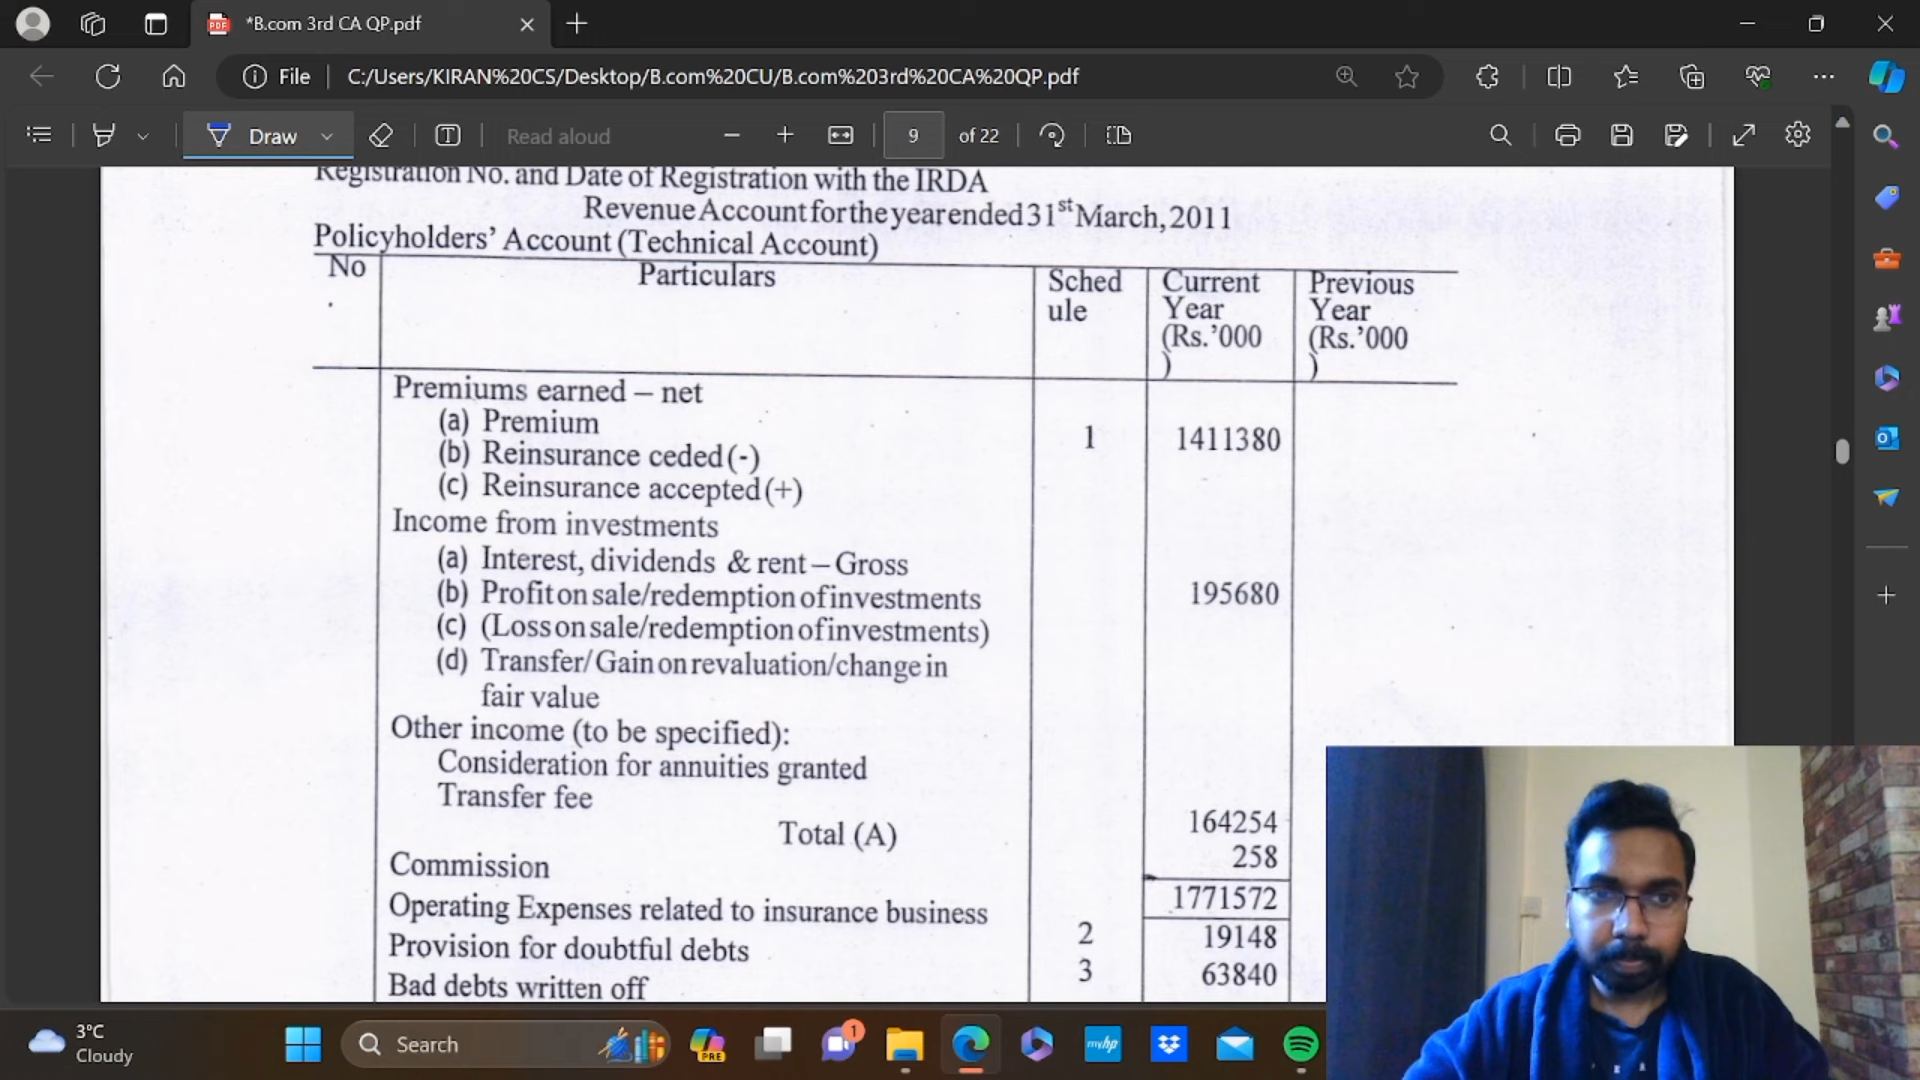 *B.com 3rd CA QP.pdf
File
C:/Users/KIRAN%20CS/Desktop/B.com%20CU/B.com%203rd%20CA%20QP.pdf
Draw
Read aloud
9
of 22
Registration No. and Date of Registration with the IRDA
Revenue Account for the year ended 31st March, 2011
Policyholders' Account (Technical Account)
No
.
Particulars
Sched
ule
Current
Year
(Rs.'000
)
Previous
Year
(Rs.'000
)
Premiums earned – net
(a) Premium
1
1411380
(b) Reinsurance ceded (-)
(c) Reinsurance accepted (+)
Income from investments
(a) Interest, dividends & rent – Gross
(b) Profit on sale/redemption of investments
195680
(c) (Loss on sale/redemption of investments)
(d) Transfer/ Gain on revaluation/change in
fair value
Other income (to be specified):
Consideration for annuities granted
Transfer fee
164254
Total (A)
258
Commission
1771572
Operating Expenses related to insurance business
2
19148
Provision for doubtful debts
3
63840
Bad debts written off
3°C
Cloudy
Search
PRE
1
myhp